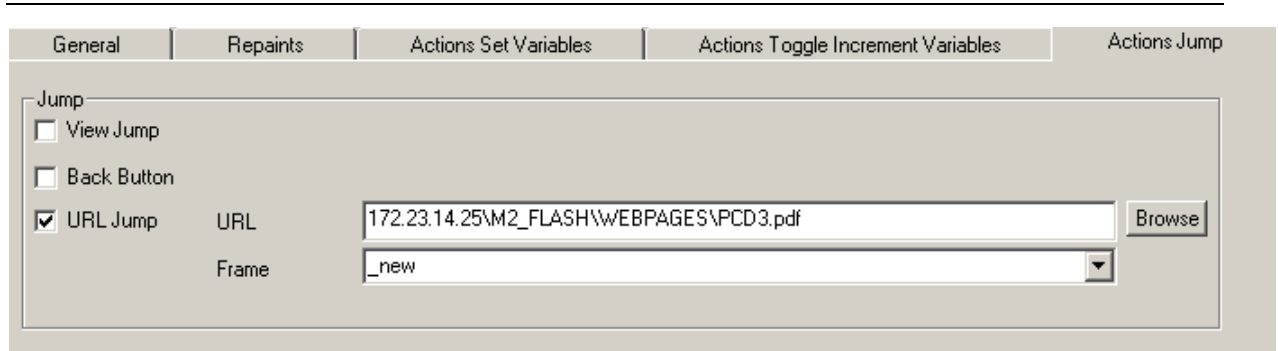 General Repaints Actions Set Variables Actions Toggle Increment Variables Actions Jump
Jump
View Jump
Back Button
URL Jump URL 172.23.14.25\M2_FLASH\WEBPAGES\PCD3.pdf Browse
Frame _new